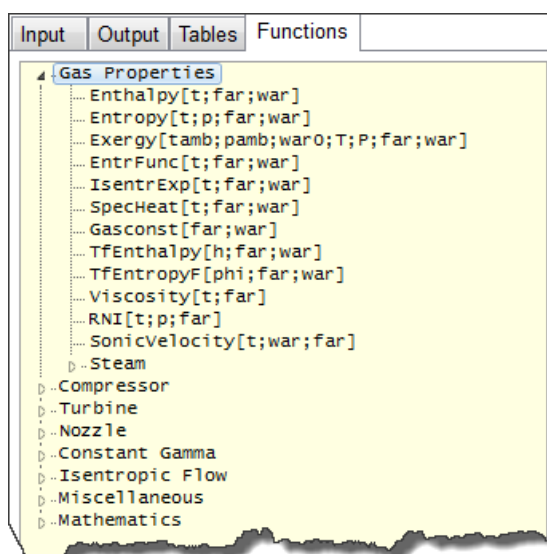 Input Output Tables Functions
Gas Properties
Enthalpy[t;far;war]
Entropy[t;p;far;war]
Exergy[tamb;pamb;war0;T;P;far;war]
EntrFunc[t;far;war]
IsentrExp[t;far;war]
SpecHeat[t;far;war]
Gasconst[far;war]
TfEnthalpy[h;far;war]
TfEntropyF[phi;far;war]
Viscosity[t;far]
RNI[t;p;far]
SonicVelocity[t;war;far]
Steam
Compressor
Turbine
Nozzle
Constant Gamma
Isentropic Flow
Miscellaneous
Mathematics